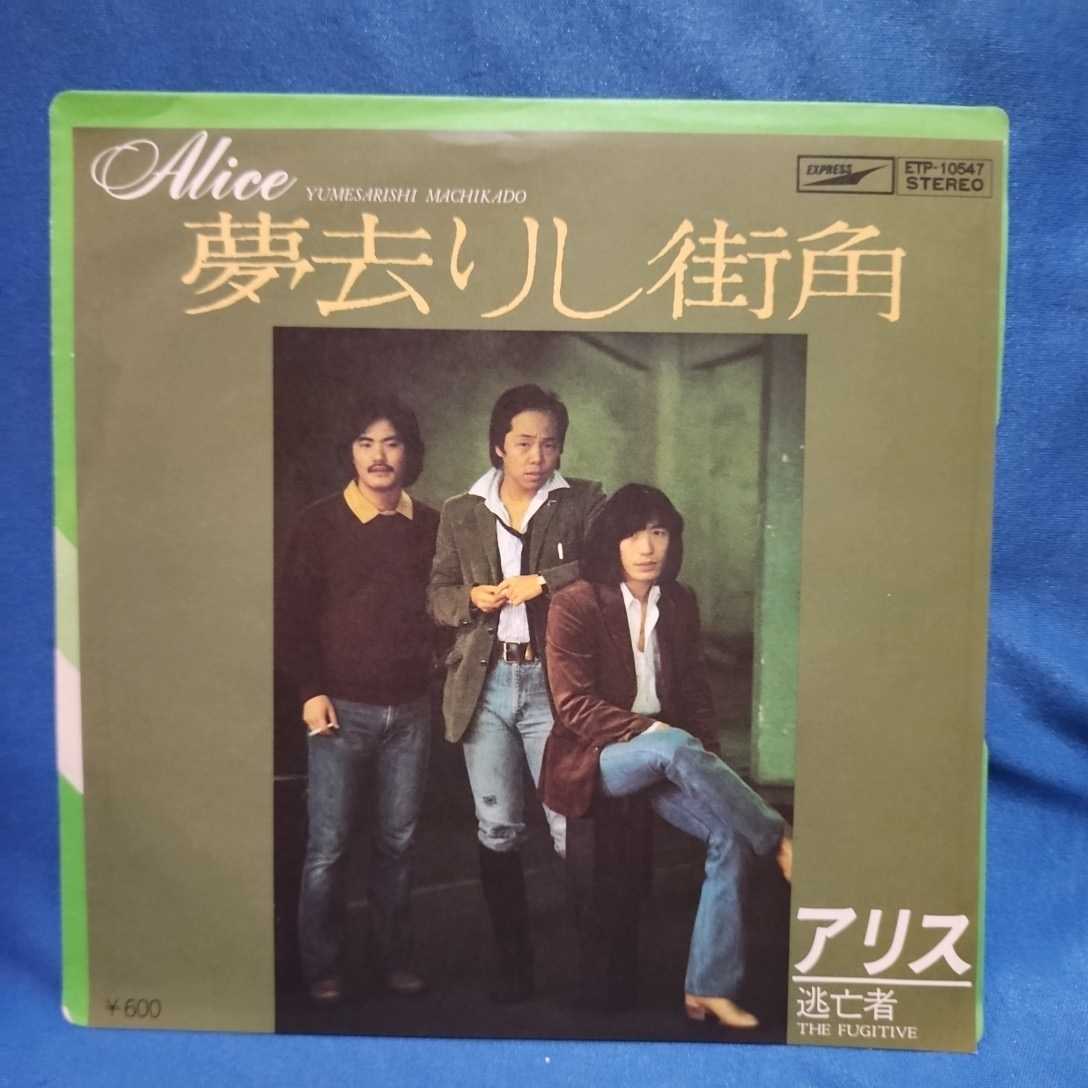 Alice YUMESARISHI MACHIKADO
EXPRESS
ETP-10547
STEREO
夢去りし街角
アリス
逃亡者
THE FUGITIVE
¥600